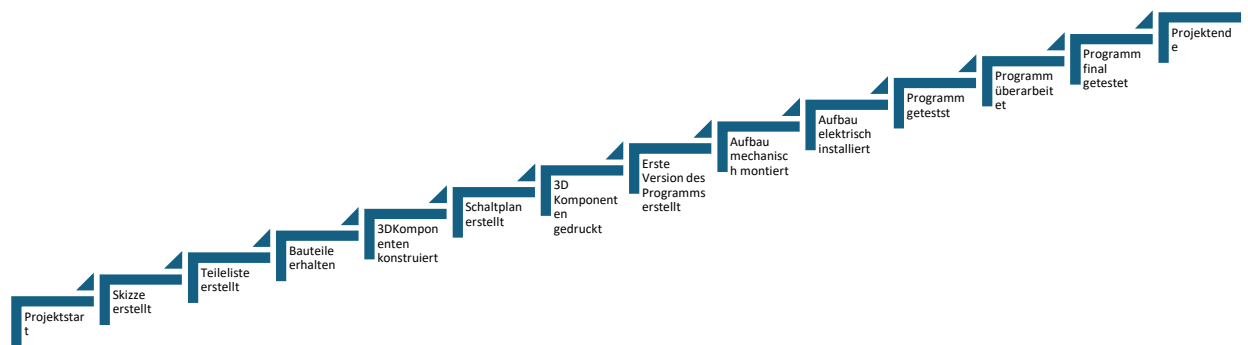 Projektstar
t
Skizze
erstellt
Teileliste
erstellt
Bauteile
erhalten
3DKompon
enten
konstruiert
Schaltplan
erstellt
3D
Komponent
en
gedruckt
Erste
Version des
Programms
erstellt
Aufbau
mechanisc
h montiert
Aufbau
elektrisch
installiert
Programm
getestst
Programm
überarbeit
et
Programm
final
getestet
Projektend
e